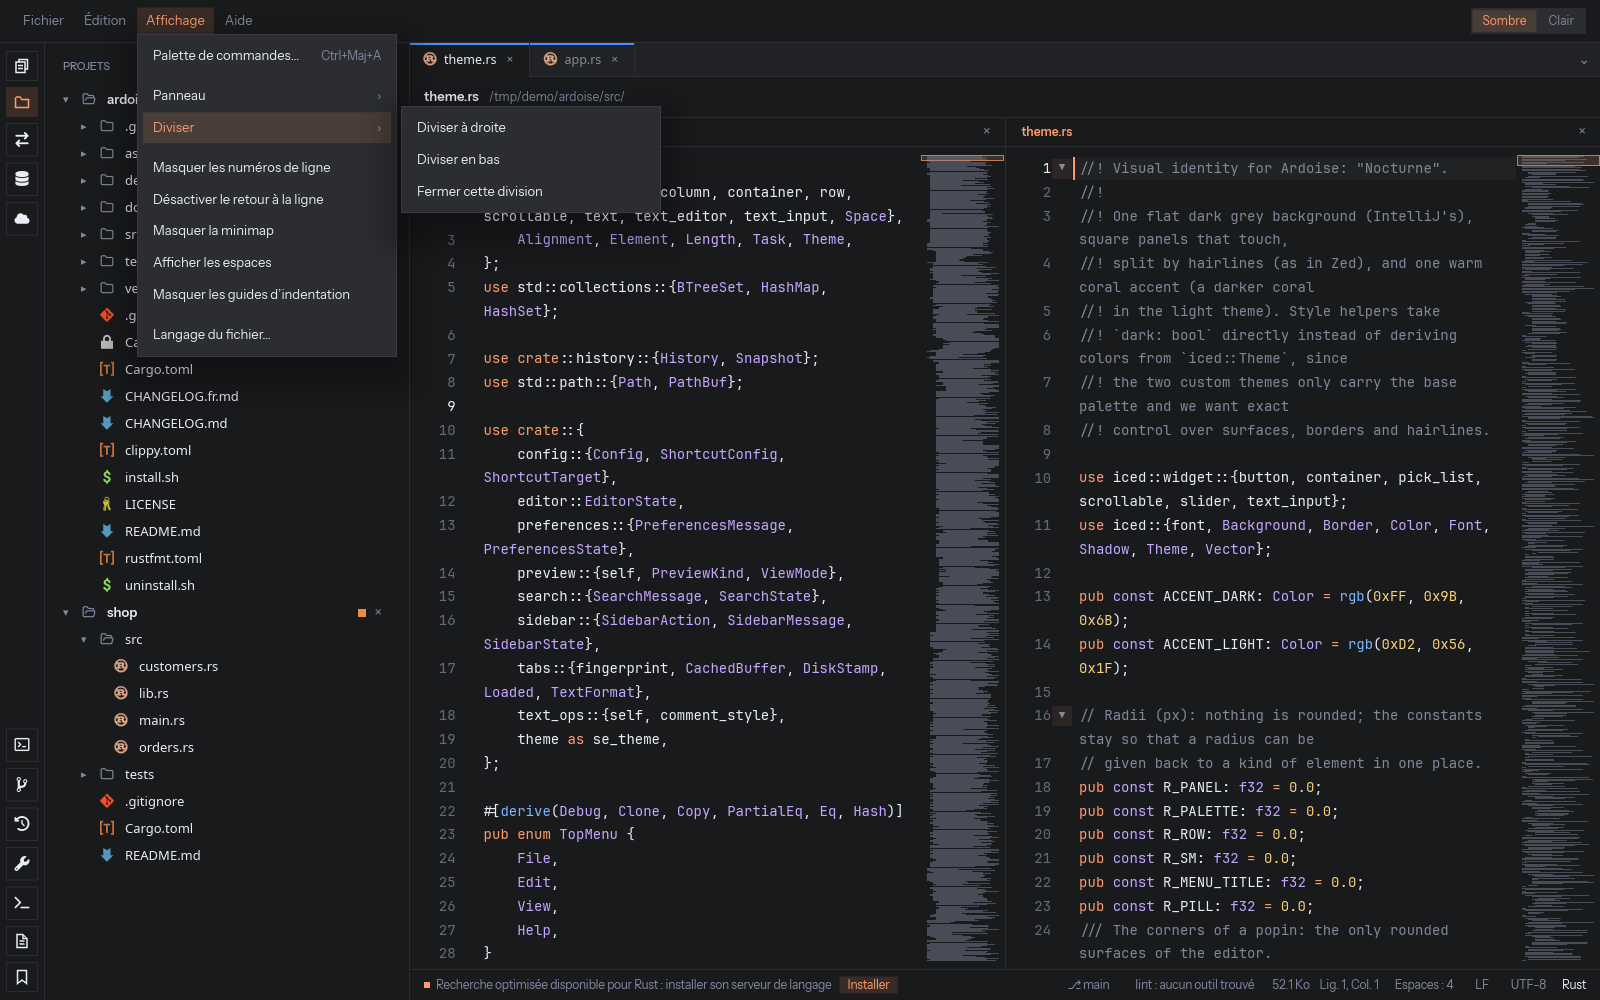 Fichier Édition Affichage Aide Sombre Clair
PROJETS
Palette de commandes... Ctrl+Maj+A
Panneau
Diviser
Masquer les numéros de ligne
Désactiver le retour à la ligne
Masquer la minimap
Afficher les espaces
Masquer les guides d'indentation
Langage du fichier...
Diviser à droite
Diviser en bas
Fermer cette division
ardoi
.g
as
de
do
sr
te
ve
.g
Ca
Cargo.toml
CHANGELOG.fr.md
CHANGELOG.md
clippy.toml
install.sh
LICENSE
README.md
rustfmt.toml
uninstall.sh
shop
src
customers.rs
lib.rs
main.rs
orders.rs
tests
.gitignore
Cargo.toml
README.md
theme.rs × app.rs ×
theme.rs /tmp/demo/ardoise/src/
column, container, row,
scrollable, text, text_editor, text_input, Space},
3 Alignment, Element, Length, Task, Theme,
4 };
5 use std::collections::{BTreeSet, HashMap,
HashSet};
6
7 use crate::history::{History, Snapshot};
8 use std::path::{Path, PathBuf};
9
10 use crate::{
11 config::{Config, ShortcutConfig,
ShortcutTarget},
12 editor::EditorState,
13 preferences::{PreferencesMessage,
PreferencesState},
14 preview::{self, PreviewKind, ViewMode},
15 search::{SearchMessage, SearchState},
16 sidebar::{SidebarAction, SidebarMessage,
SidebarState},
17 tabs::{fingerprint, CachedBuffer, DiskStamp,
Loaded, TextFormat},
18 text_ops::{self, comment_style},
19 theme as se_theme,
20 };
21
22 #[derive(Debug, Clone, Copy, PartialEq, Eq, Hash)]
23 pub enum TopMenu {
24 File,
25 Edit,
26 View,
27 Help,
28 }
theme.rs ×
1 //! Visual identity for Ardoise: "Nocturne".
2 //!
3 //! One flat dark grey background (IntelliJ's),
square panels that touch,
4 //! split by hairlines (as in Zed), and one warm
coral accent (a darker coral
5 //! in the light theme). Style helpers take
6 //! `dark: bool` directly instead of deriving
colors from `iced::Theme`, since
7 //! the two custom themes only carry the base
palette and we want exact
8 //! control over surfaces, borders and hairlines.
9
10 use iced::widget::{button, container, pick_list,
scrollable, slider, text_input};
11 use iced::{font, Background, Border, Color, Font,
Shadow, Theme, Vector};
12
13 pub const ACCENT_DARK: Color = rgb(0xFF, 0x9B,
0x6B);
14 pub const ACCENT_LIGHT: Color = rgb(0xD2, 0x56,
0x1F);
15
16 // Radii (px): nothing is rounded; the constants
stay so that a radius can be
17 // given back to a kind of element in one place.
18 pub const R_PANEL: f32 = 0.0;
19 pub const R_PALETTE: f32 = 0.0;
20 pub const R_ROW: f32 = 0.0;
21 pub const R_SM: f32 = 0.0;
22 pub const R_MENU_TITLE: f32 = 0.0;
23 pub const R_PILL: f32 = 0.0;
24 /// The corners of a popin: the only rounded
surfaces of the editor.
Recherche optimisée disponible pour Rust : installer son serveur de langage Installer
main lint : aucun outil trouvé 52.1 Ko Lig. 1, Col. 1 Espaces : 4 LF UTF-8 Rust